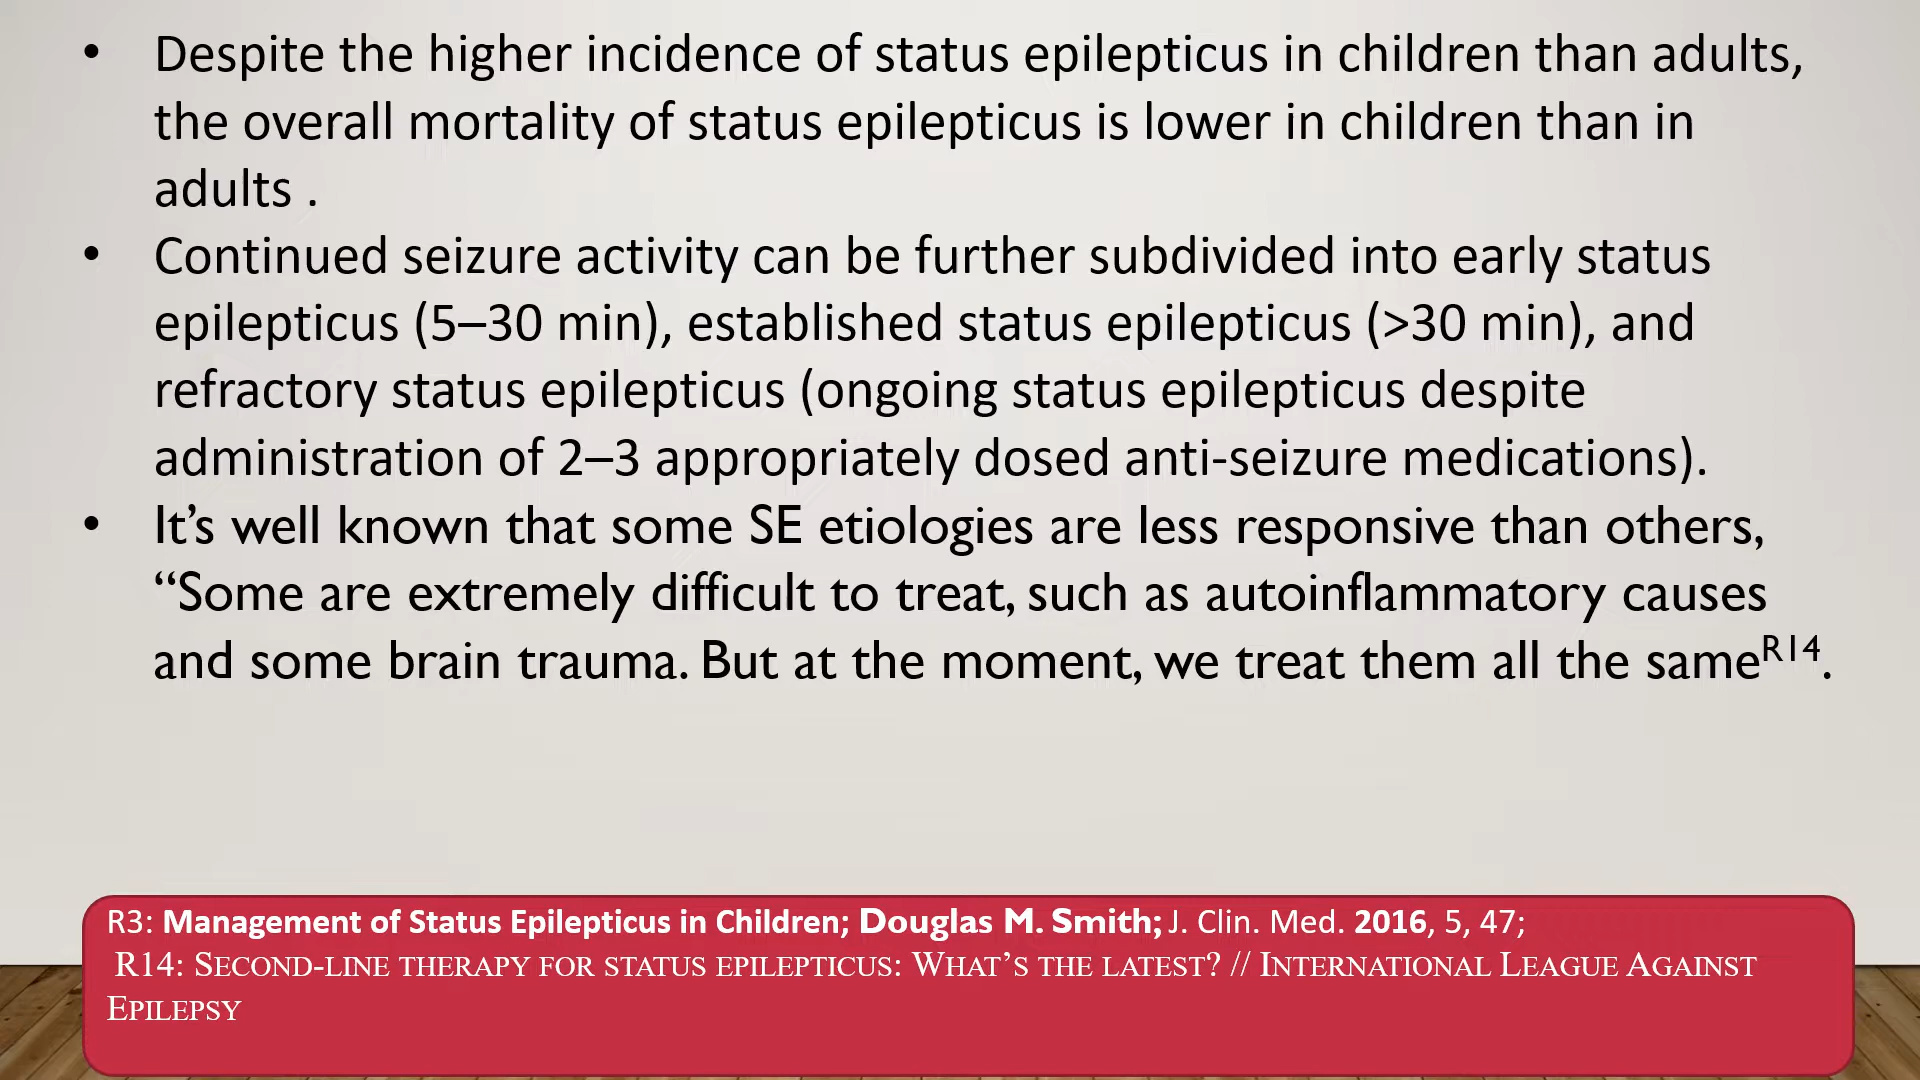 • Despite the higher incidence of status epilepticus in children than adults,
the overall mortality of status epilepticus is lower in children than in
adults .
• Continued seizure activity can be further subdivided into early status
epilepticus (5–30 min), established status epilepticus (>30 min), and
refractory status epilepticus (ongoing status epilepticus despite
administration of 2–3 appropriately dosed anti-seizure medications).
• It’s well known that some SE etiologies are less responsive than others,
“Some are extremely difficult to treat, such as autoinflammatory causes
and some brain trauma. But at the moment, we treat them all the sameR14.
R3: Management of Status Epilepticus in Children; Douglas M. Smith; J. Clin. Med. 2016, 5, 47;
R14: Second-line therapy for status epilepticus: What’s the latest? // International League Against
Epilepsy